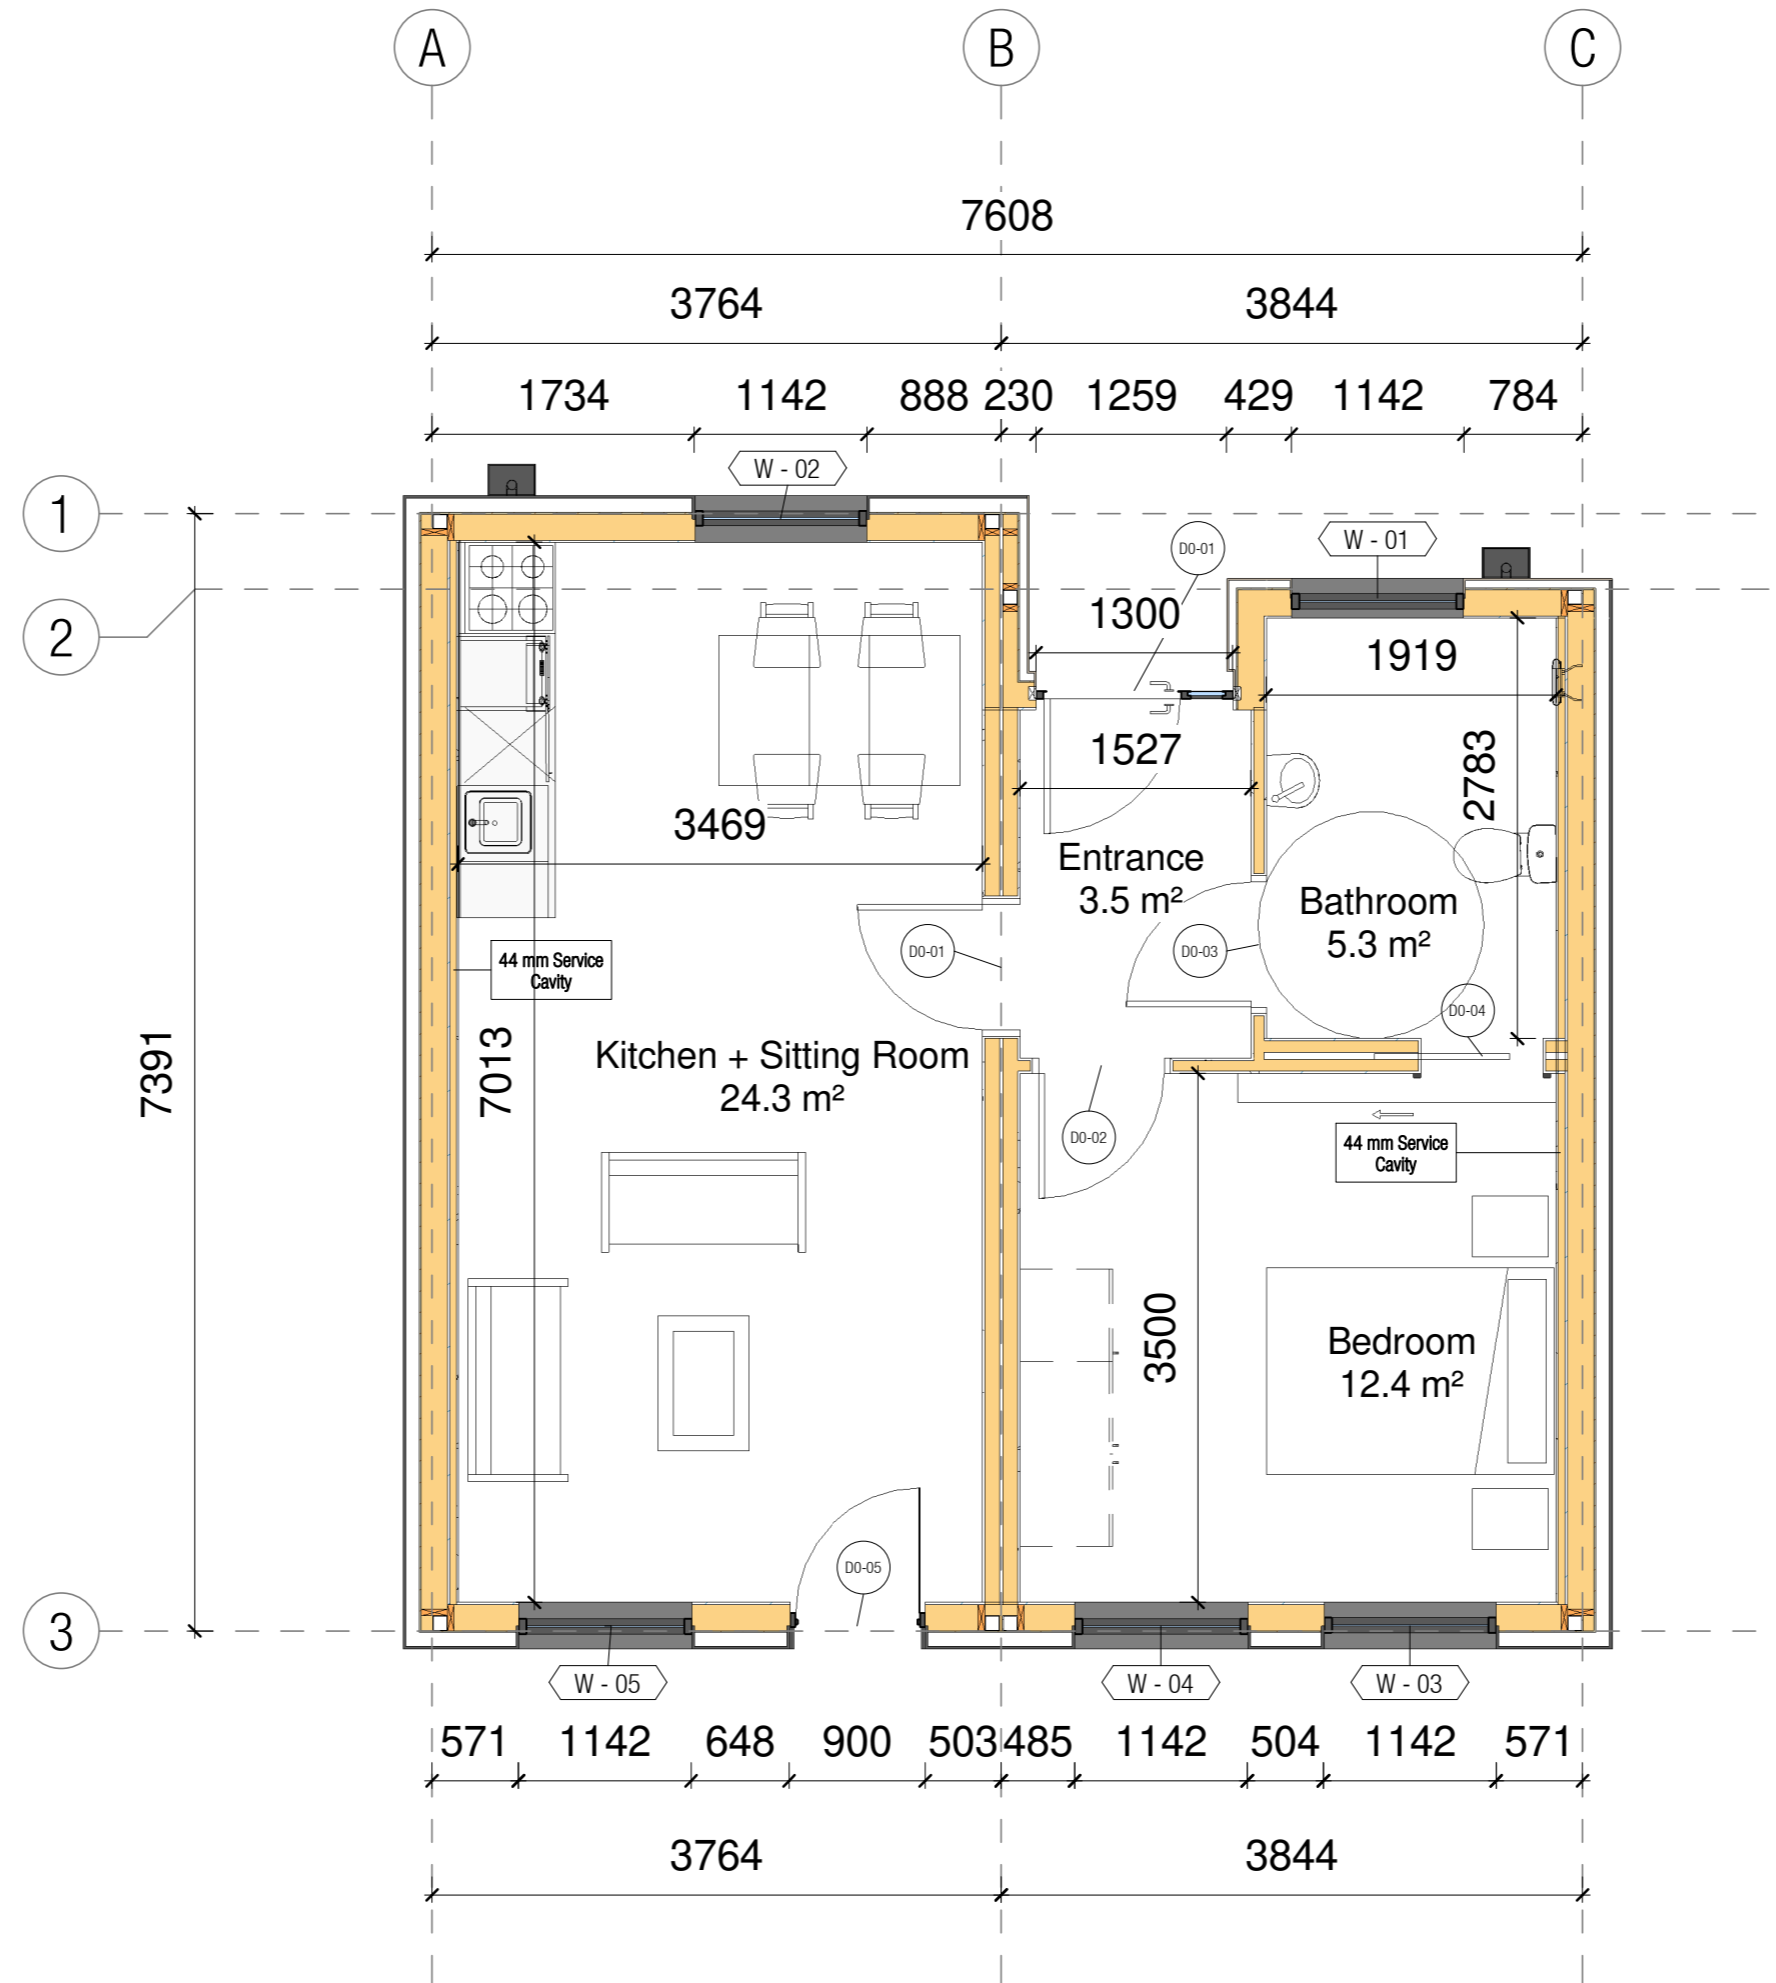 A B C
7608
3764 3844
1734 1142 888 230 1259 429 1142 784
W - 02
1
D0-01
W - 01
2
1300
1919
1527
2783
3469
Entrance
3.5 m²
Bathroom
5.3 m²
D0-01
D0-03
44 mm Service
Cavity
D0-04
7391
7013
Kitchen + Sitting Room
24.3 m²
D0-02
44 mm Service
Cavity
3500
Bedroom
12.4 m²
D0-05
3
W - 05
W - 04
W - 03
571 1142 648 900 503 485 1142 504 1142 571
3764 3844